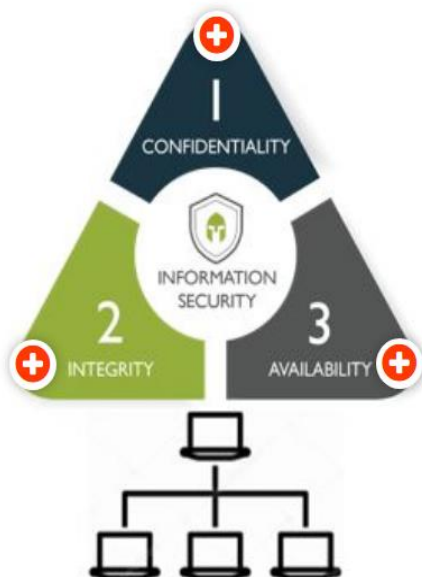 1
CONFIDENTIALITY
INFORMATION
SECURITY
2
INTEGRITY
3
AVAILABILITY